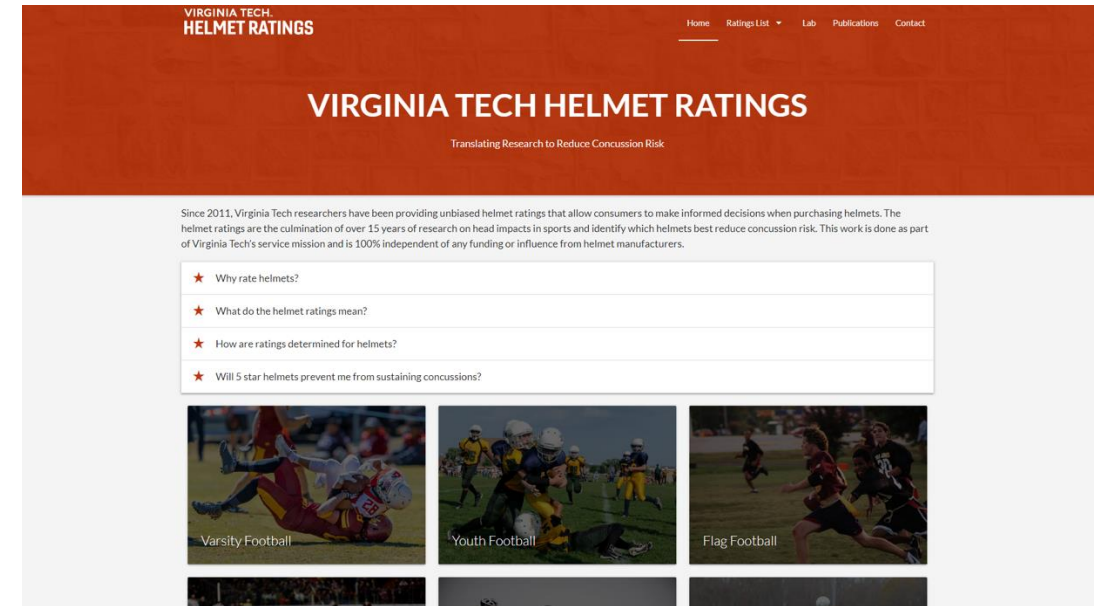 VIRGINIA TECH.
HELMET RATINGS
Home Ratings List Lab Publications Contact
VIRGINIA TECH HELMET RATINGS
Translating Research to Reduce Concussion Risk
Since 2011, Virginia Tech researchers have been providing unbiased helmet ratings that allow consumers to make informed decisions when purchasing helmets. The
helmet ratings are the culmination of over 15 years of research on head impacts in sports and identify which helmets best reduce concussion risk. This work is done as part
of Virginia Tech's service mission and is 100% independent of any funding or influence from helmet manufacturers.
Why rate helmets?
What do the helmet ratings mean?
How are ratings determined for helmets?
Will 5 star helmets prevent me from sustaining concussions?
Varsity Football
Youth Football
Flag Football